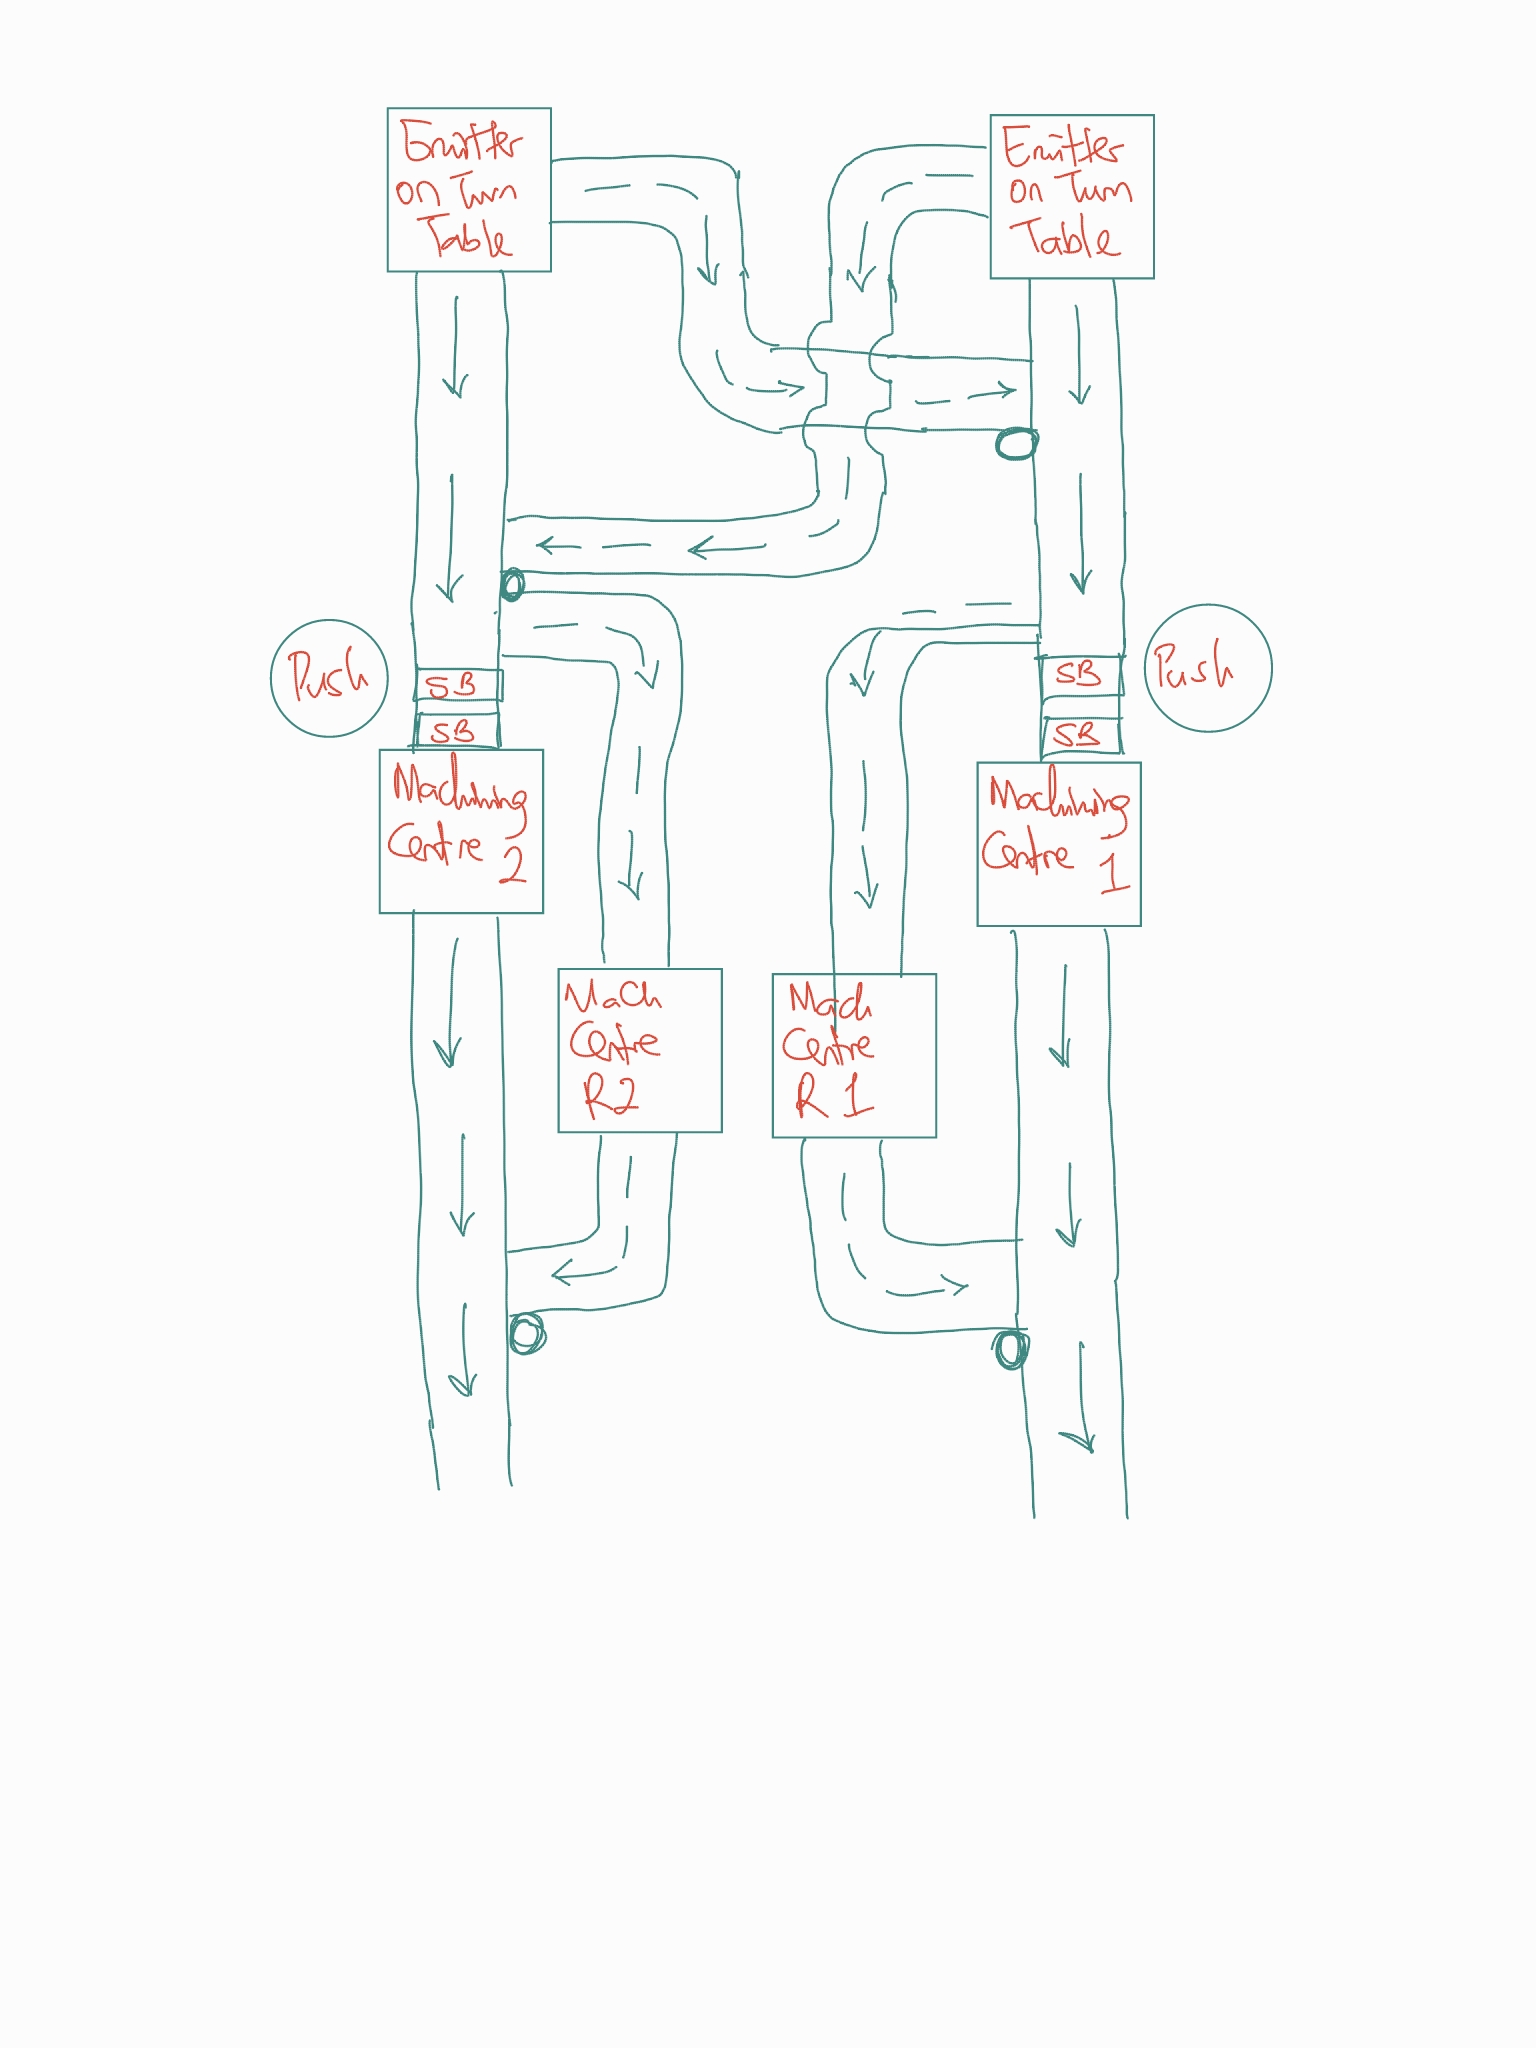 Emitter
on Turn
Table
Emitter
on Turn
Table
Push
SB
SB
SB
SB
Push
Machining
Centre 2
Machining
Centre 1
Mach
Centre
R2
Mach
Centre
R1